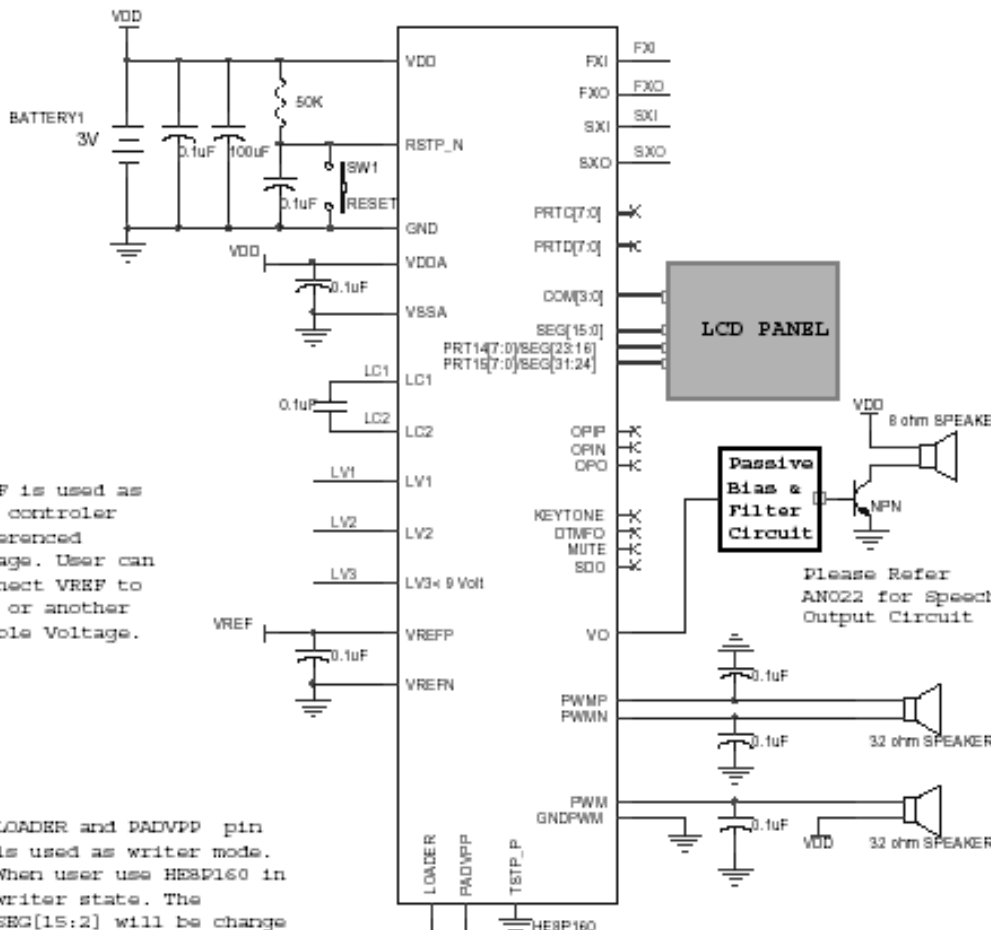 VDD
BATTERY1
3V
0.1uF
100uF
50K
0.1uF
SW1
RESET
VDD
0.1uF
LC1
0.1uF
LC2
LV1
LV2
LV3
VREF
0.1uF
VDD
RSTP_N
GND
VDDA
VSSA
LC1
LC2
LV1
LV2
LV3< 9 Volt
VREFP
VREFN
LOADER
PADVPP
TSTP_P
HE8P160
FXI
FXO
SXI
SXO
PRTC[7:0]
PRTD[7:0]
COM[3:0]
SEG[15:0]
PRT14[7:0]/SEG[23:16]
PRT15[7:0]/SEG[31:24]
OPIP
OPIN
OPO
KEYTONE
DTMFO
MUTE
SDO
VO
PWMP
PWMN
PWM
GNDPWM
FXI
FXO
SXI
SXO
LCD PANEL
VDD
8 ohm SPEAKE
Passive
Bias &
Filter
Circuit
NPN
Please Refer
AN022 for Speech
Output Circuit
0.1uF
0.1uF
32 ohm SPEAKER
0.1uF
VDD
32 ohm SPEAKER
F is used as
controler
erenced
age. User can
nect VREF to
or another
ole Voltage.
LOADER and PADVPP pin
is used as writer mode.
When user use HE8P160 in
writer state. The
SEG[15:2] will be change